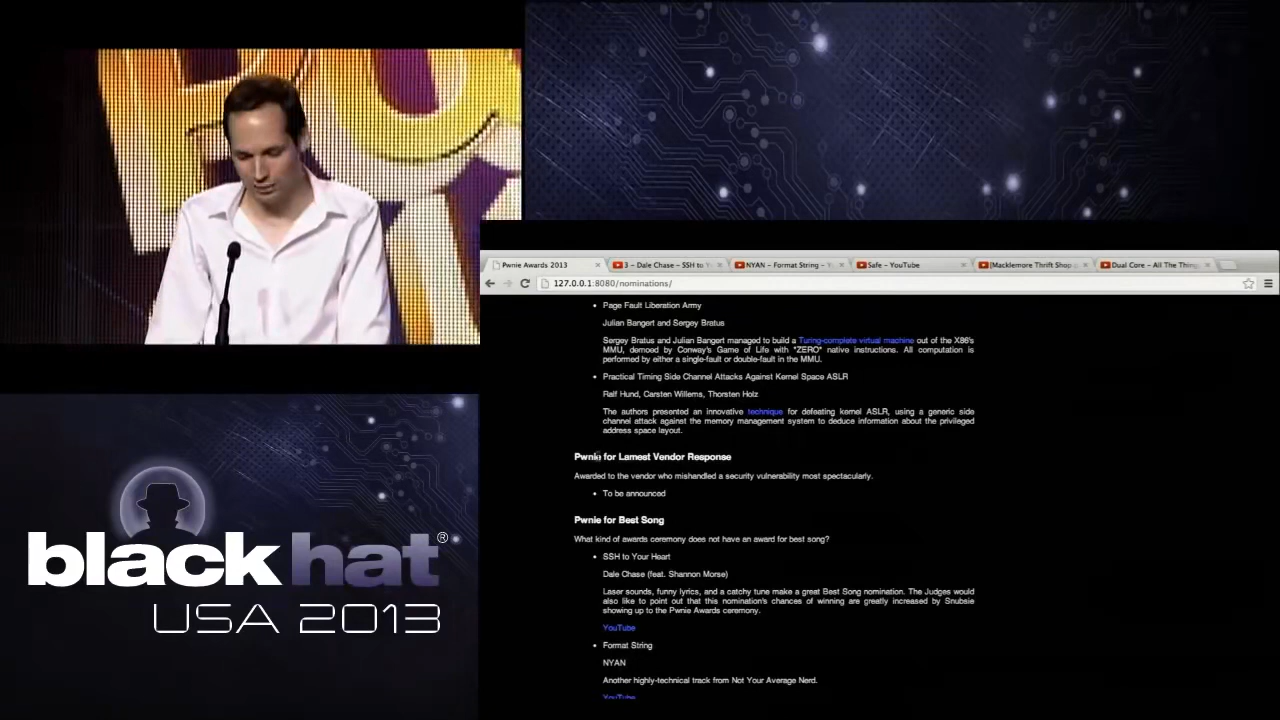 Pwnie Awards 2013
3 – Dale Chase – SSH to Y
NYAN – Format String – Y
Safe – YouTube
[Macklemore Thrift Shop p
Dual Core – All The Thing
127.0.0.1:8080/nominations/
• Page Fault Liberation Army
Julian Bangert and Sergey Bratus
Sergey Bratus and Julian Bangert managed to build a Turing-complete virtual machine out of the X86's
MMU, demoed by Conway's Game of Life with *ZERO* native instructions. All computation is
performed by either a single-fault or double-fault in the MMU.
• Practical Timing Side Channel Attacks Against Kernel Space ASLR
Ralf Hund, Carsten Willems, Thorsten Holz
The authors presented an innovative technique for defeating kernel ASLR, using a generic side
channel attack against the memory management system to deduce information about the privileged
address space layout.
Pwnie for Lamest Vendor Response
Awarded to the vendor who mishandled a security vulnerability most spectacularly.
• To be announced
Pwnie for Best Song
What kind of awards ceremony does not have an award for best song?
• SSH to Your Heart
Dale Chase (feat. Shannon Morse)
Laser sounds, funny lyrics, and a catchy tune make a great Best Song nomination. The Judges would
also like to point out that this nomination's chances of winning are greatly increased by Snubsie
showing up to the Pwnie Awards ceremony.
YouTube
• Format String
NYAN
Another highly-technical track from Not Your Average Nerd.
YouTube
blackhat®
USA 2013